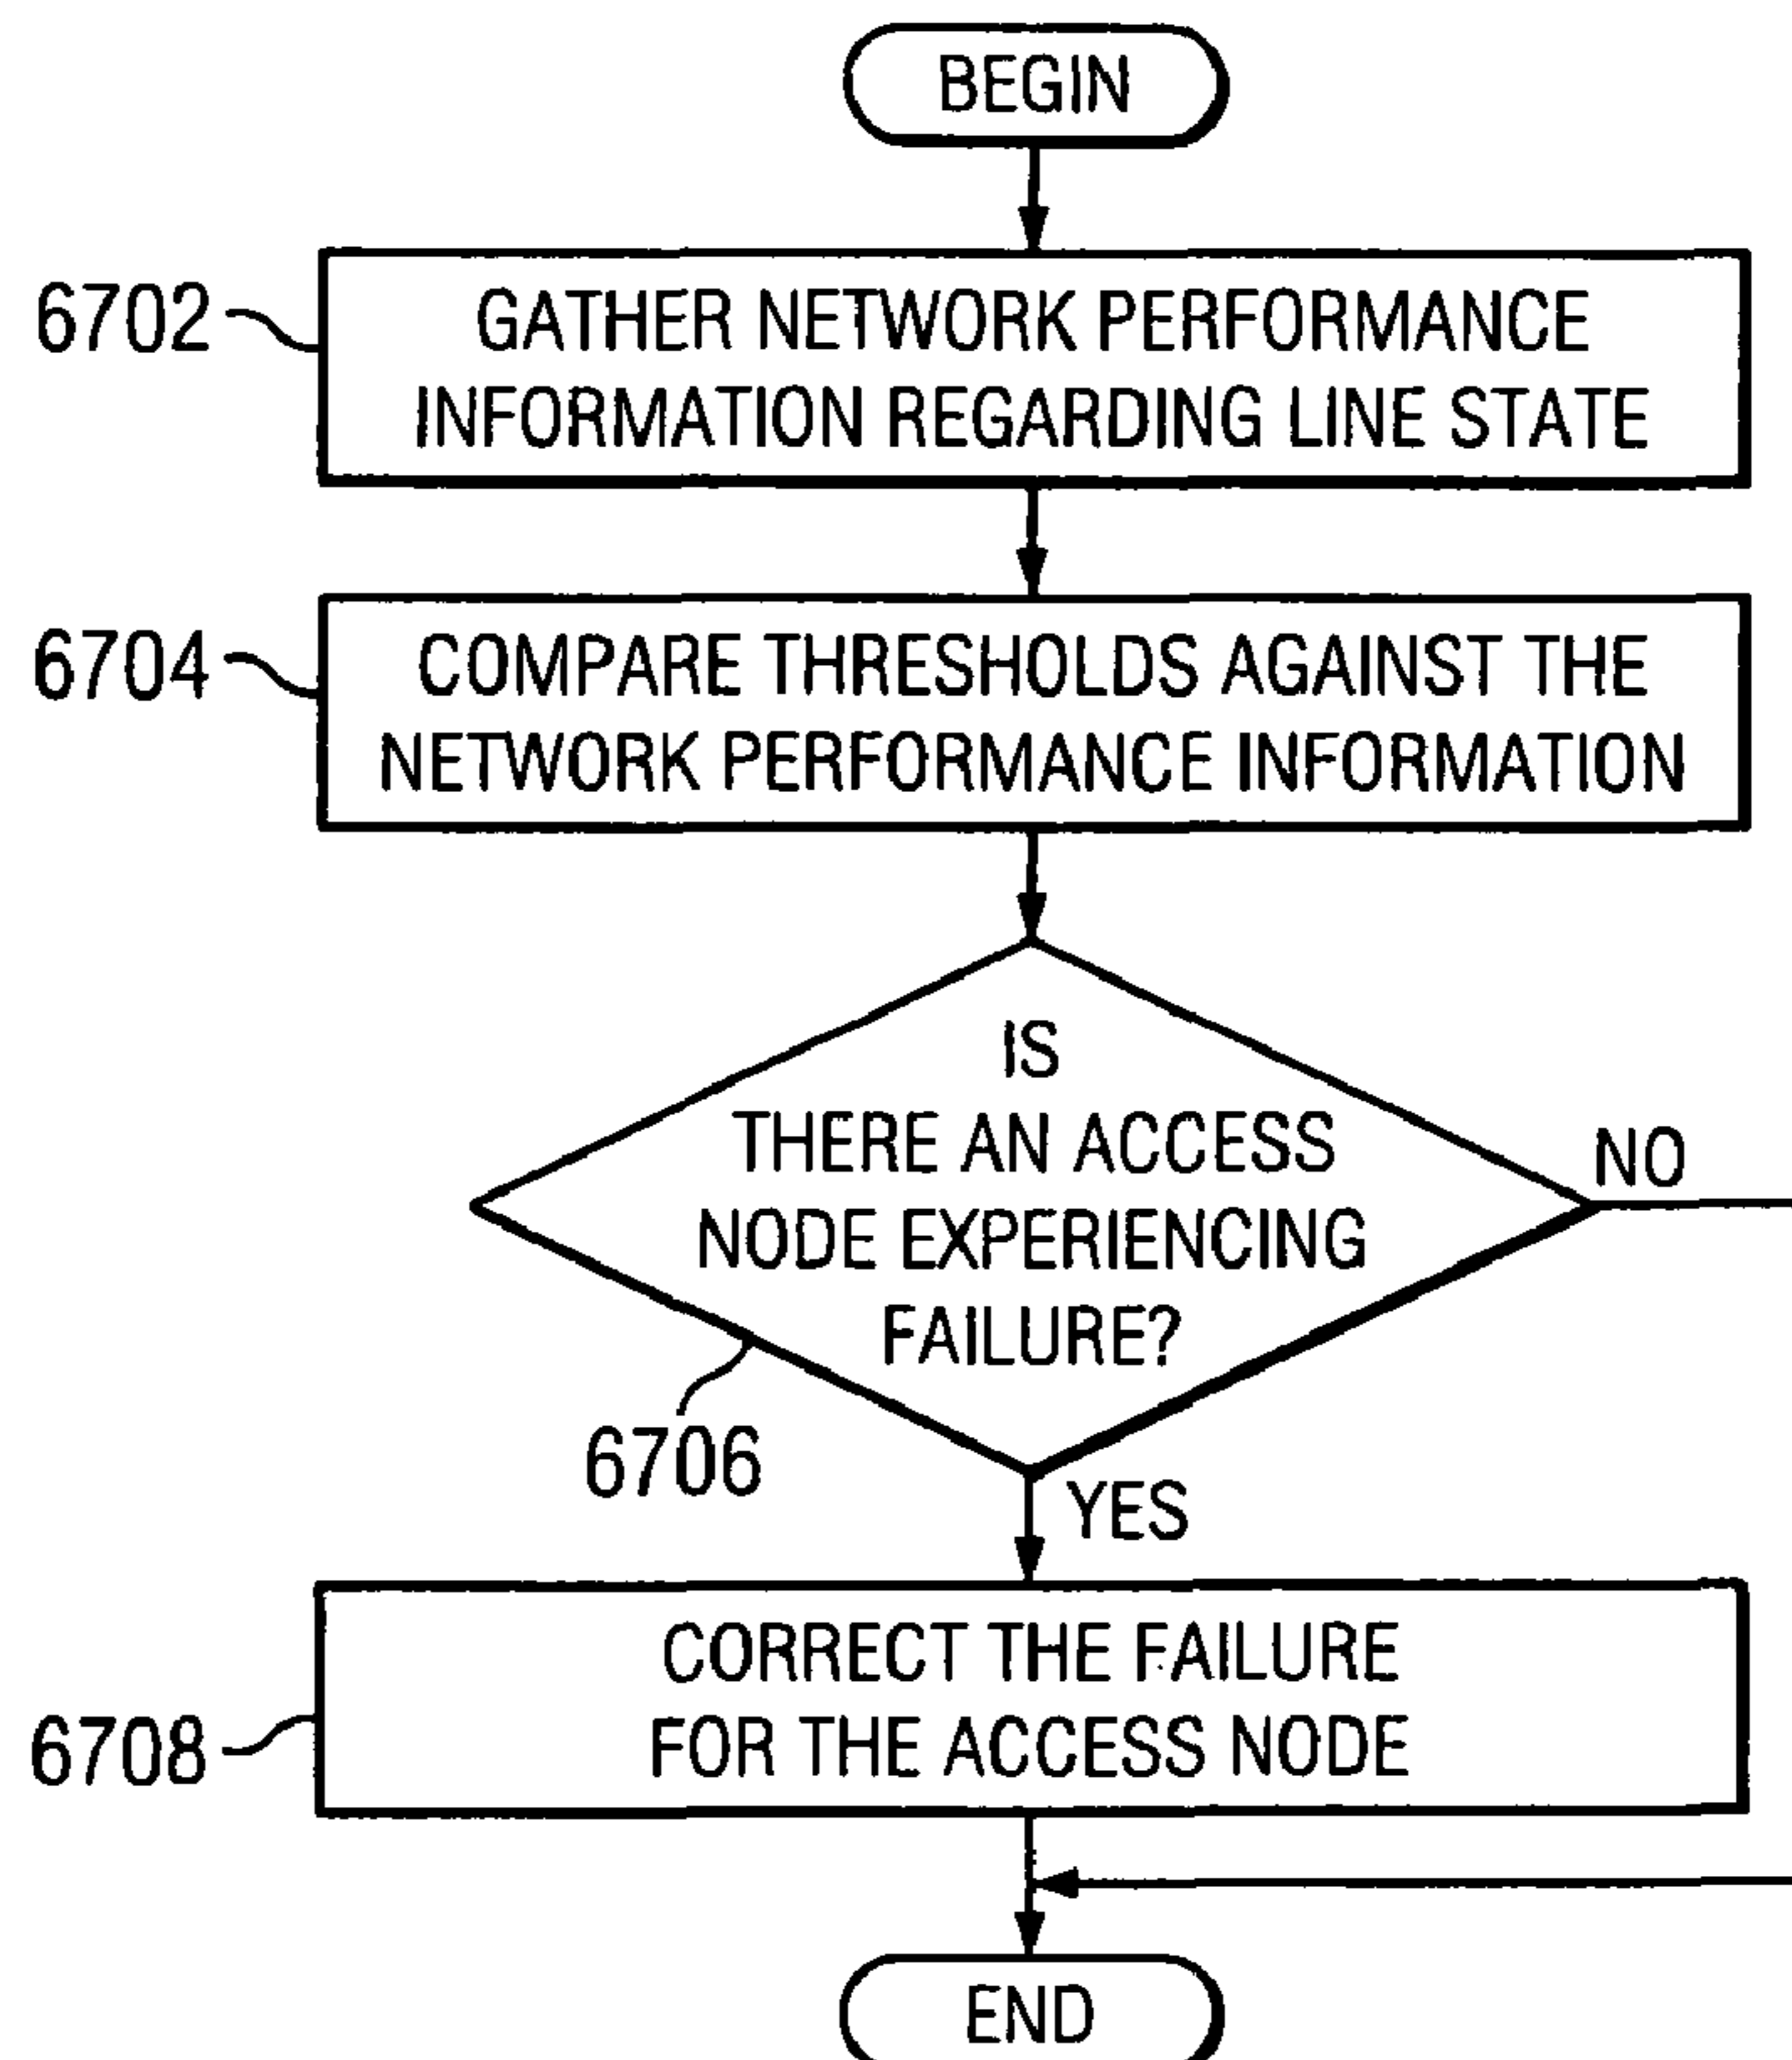 BEGIN
6702
GATHER NETWORK PERFORMANCE
INFORMATION REGARDING LINE STATE
6704
COMPARE THRESHOLDS AGAINST THE
NETWORK PERFORMANCE INFORMATION
IS
THERE AN ACCESS
NODE EXPERIENCING
FAILURE?
NO
6706
YES
CORRECT THE FAILURE
FOR THE ACCESS NODE
6708
END